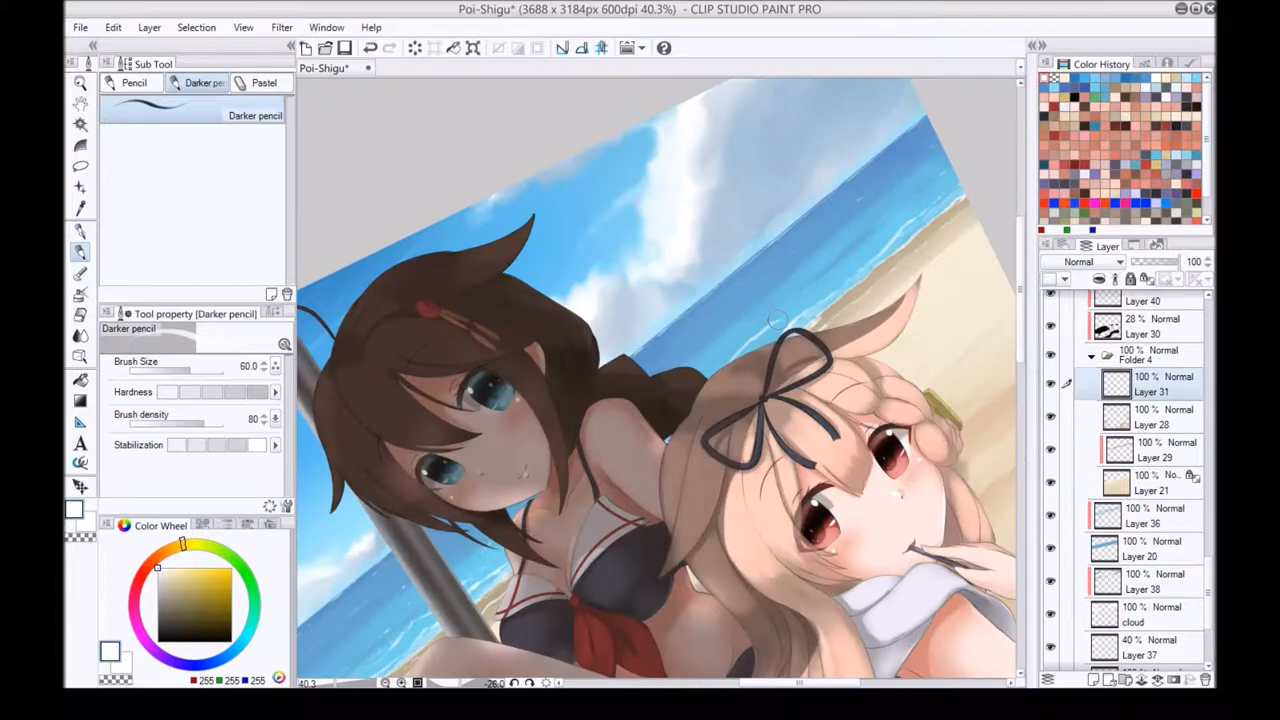 Poi-Shigu* (3688 x 3184px 600dpi 40.3%)  - CLIP STUDIO PAINT PRO
File Edit Layer Selection View Filter Window Help
Sub Tool
Pencil Darker pen Pastel
Darker pencil
Tool property [Darker pencil]
Darker pencil
Brush Size 60.0
Hardness
Brush density 80
Stabilization
Color Wheel
255 255 255
Poi-Shigu*
40.3 -26.0
Color History
Layer
Normal 100
Layer 40
28 % Normal
Layer 30
100 % Normal
Folder 4
100 % Normal
Layer 31
100 % Normal
Layer 28
100 % Normal
Layer 29
100 % No...
Layer 21
100 % Normal
Layer 36
100 % Normal
Layer 20
100 % Normal
Layer 38
100 % Normal
cloud
40 % Normal
Layer 37